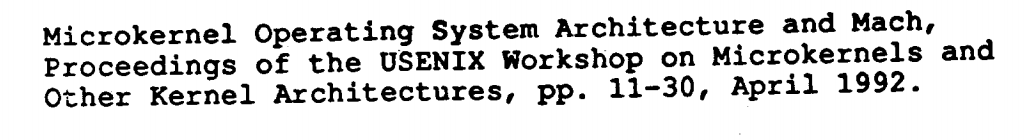 Microkernel Operating System Architecture and Mach,
Proceedings of the USENIX Workshop on Microkernels and
Other Kernel Architectures, pp. 11-30, April 1992.